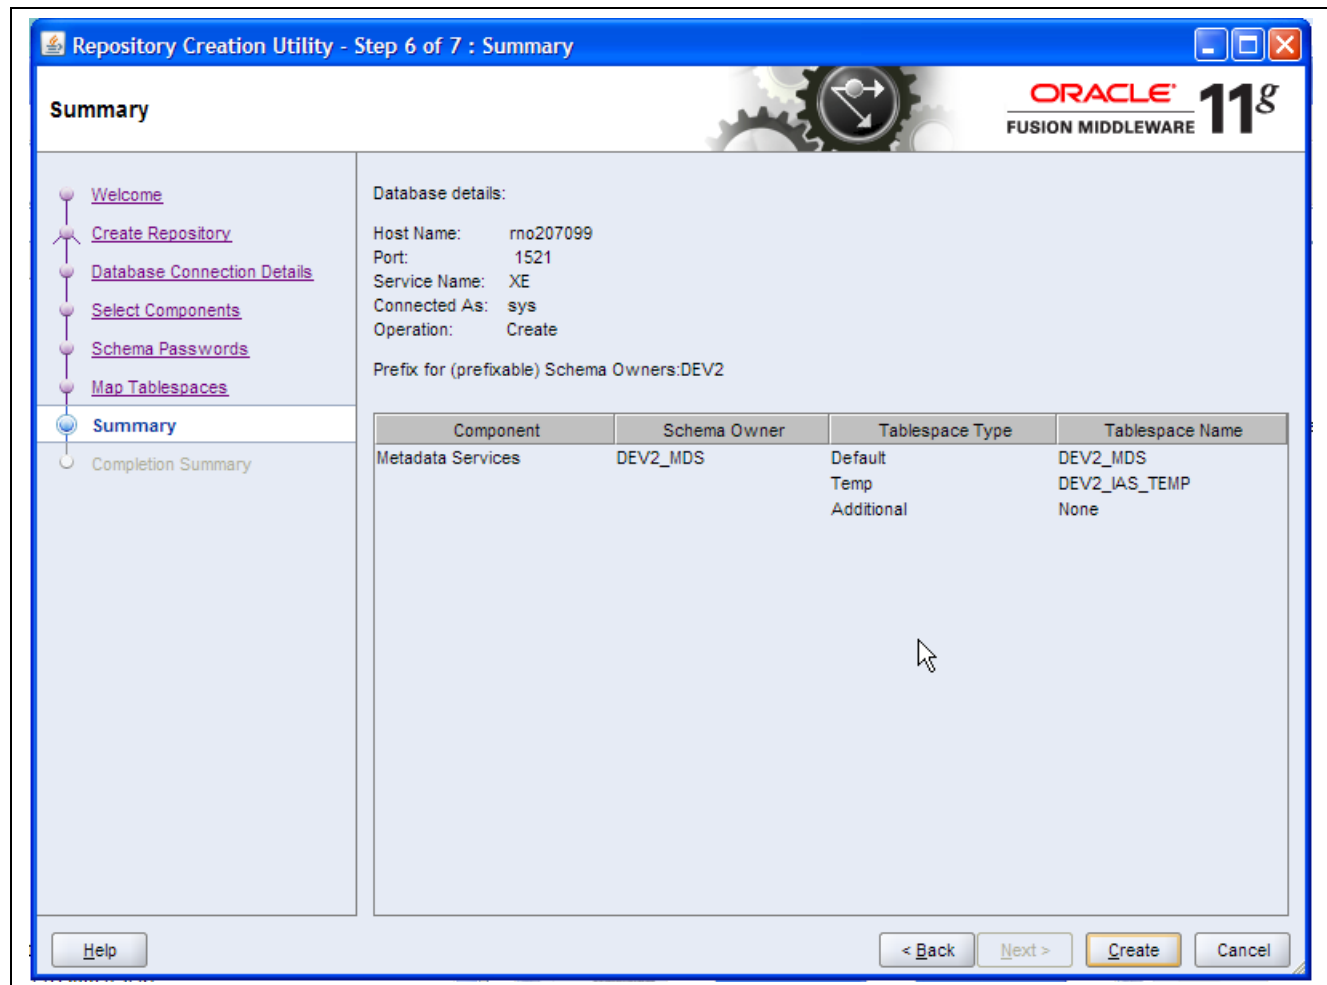 Repository Creation Utility - Step 6 of 7 : Summary
Summary
ORACLE
FUSION MIDDLEWARE
11g
Welcome
Create Repository
Database Connection Details
Select Components
Schema Passwords
Map Tablespaces
Summary
Completion Summary
Database details:
Host Name: rno207099
Port: 1521
Service Name: XE
Connected As: sys
Operation: Create
Prefix for (prefixable) Schema Owners:DEV2
Component Schema Owner Tablespace Type Tablespace Name
Metadata Services DEV2_MDS Default DEV2_MDS
Temp DEV2_IAS_TEMP
Additional None
Help < Back Next > Create Cancel